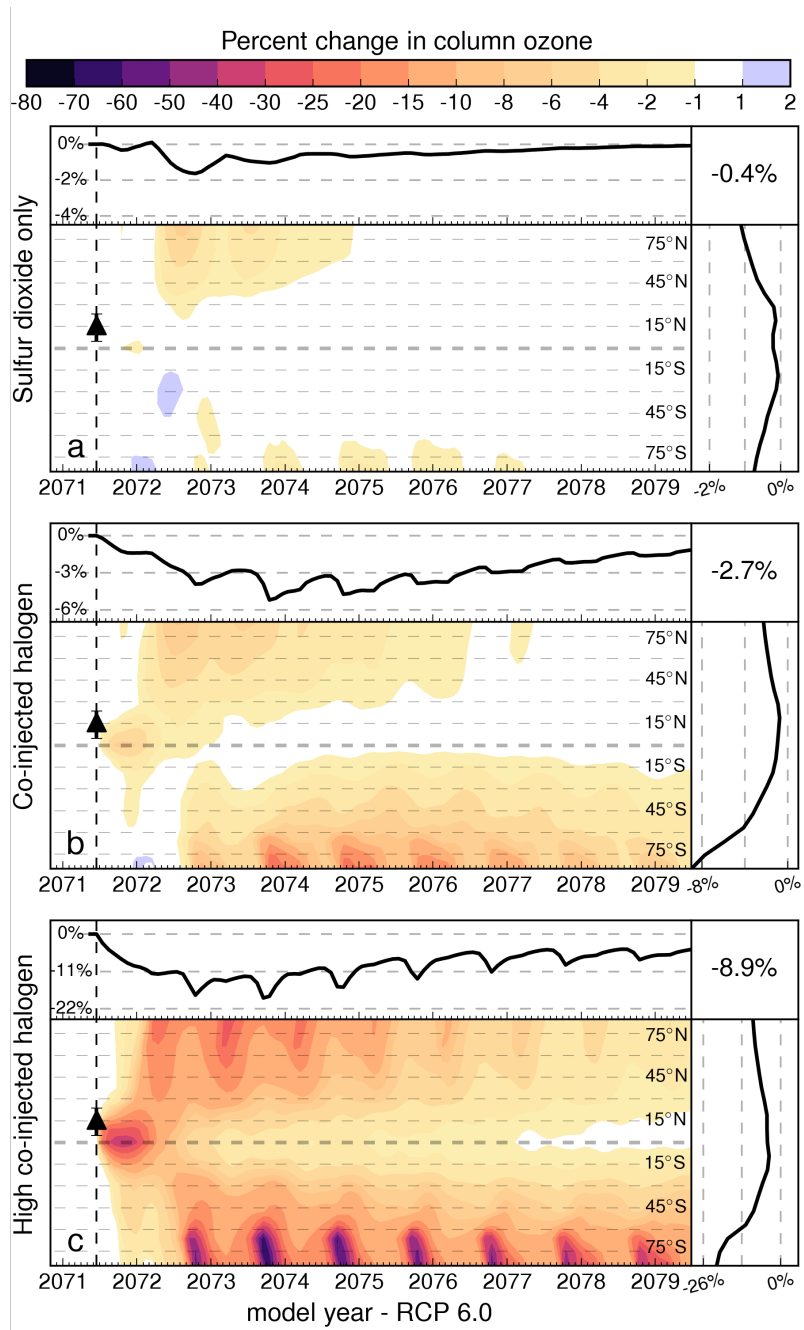 Percent change in column ozone
-80 -70 -60 -50 -40 -30 -25 -20 -15 -10 -8 -6 -4 -2 -1 1 2
Sulfur dioxide only
0%
-2%
-4%
-0.4%
75°N
45°N
15°N
15°S
45°S
75°S
a
2071 2072 2073 2074 2075 2076 2077 2078 2079
-2% 0%
Co-injected halogen
0%
-3%
-6%
-2.7%
75°N
45°N
15°N
15°S
45°S
75°S
b
2071 2072 2073 2074 2075 2076 2077 2078 2079
-8% 0%
High co-injected halogen
0%
-11%
-22%
-8.9%
75°N
45°N
15°N
15°S
45°S
75°S
c
2071 2072 2073 2074 2075 2076 2077 2078 2079
-26% 0%
model year - RCP 6.0